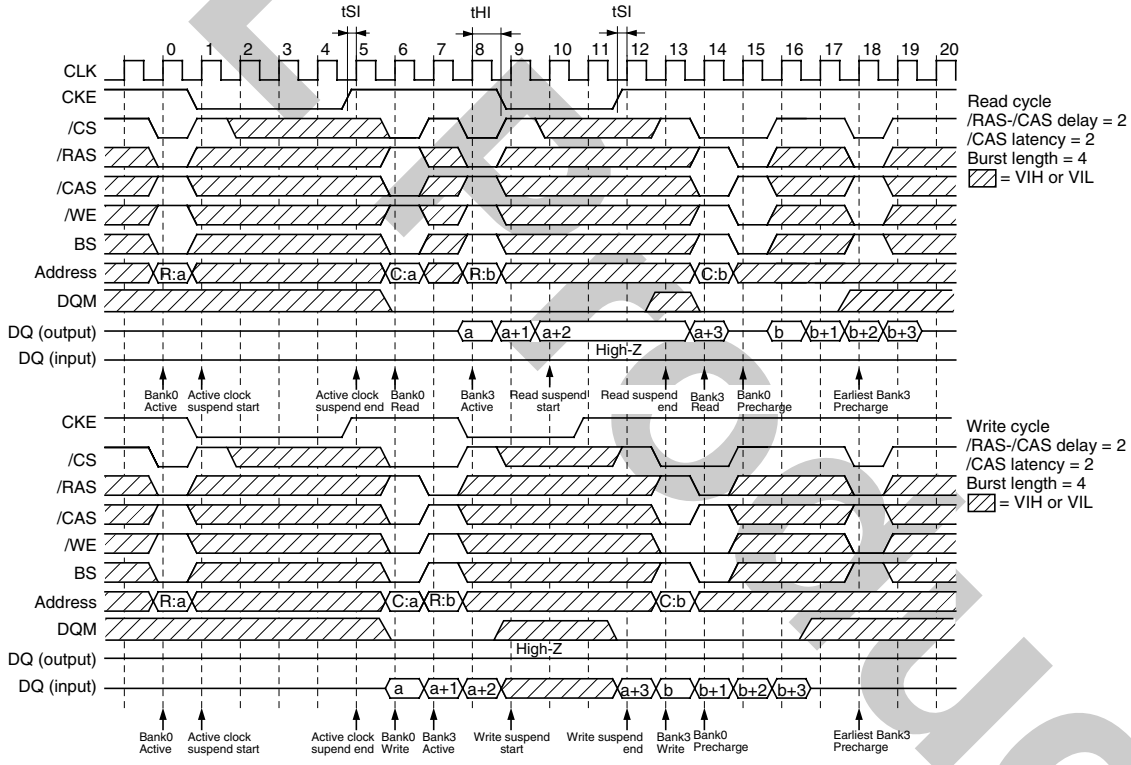 tSI tHI tSI
0 1 2 3 4 5 6 7 8 9 10 11 12 13 14 15 16 17 18 19 20
CLK
CKE
/CS
/RAS
/CAS
/WE
BS
Address R:a C:a R:b C:b
DQM
DQ (output) a a+1 a+2 a+3 b b+1 b+2 b+3
High-Z
DQ (input)
Read cycle
/RAS-/CAS delay = 2
/CAS latency = 2
Burst length = 4
= VIH or VIL
Bank0 Active
Active clock suspend start
Active clock suspend end
Bank0 Read
Bank3 Active
Read suspend start
Read suspend end
Bank3 Read
Bank0 Precharge
Earliest Bank3 Precharge
CKE
/CS
/RAS
/CAS
/WE
BS
Address R:a C:a R:b C:b
DQM
High-Z
DQ (output)
DQ (input) a a+1 a+2 a+3 b b+1 b+2 b+3
Write cycle
/RAS-/CAS delay = 2
/CAS latency = 2
Burst length = 4
= VIH or VIL
Bank0 Active
Active clock suspend start
Active clock supend end
Bank0 Write
Bank3 Active
Write suspend start
Write suspend end
Bank3 Write
Bank0 Precharge
Earliest Bank3 Precharge